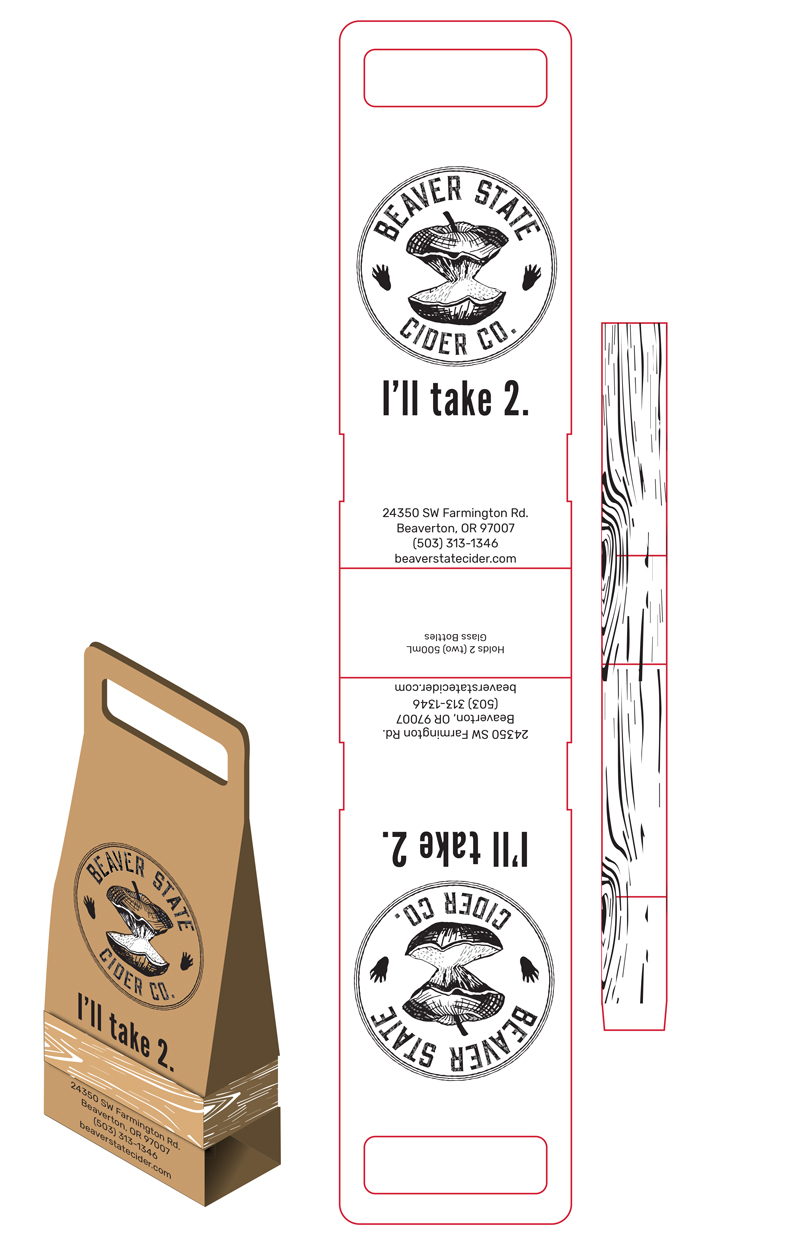 BEAVER STATE
CIDER CO.
I'll take 2.
24350 SW Farmington Rd.
Beaverton, OR 97007
(503) 313-1346
beaverstatecider.com
Holds 2 (two) 500mL
Glass Bottles
24350 SW Farmington Rd.
Beaverton, OR 97007
(503) 313-1346
beaverstatecider.com
I'll take 2.
BEAVER STATE
CIDER CO.
BEAVER STATE
CIDER CO.
I'll take 2.
24350 SW Farmington Rd.
Beaverton, OR 97007
(503) 313-1346
beaverstatecider.com